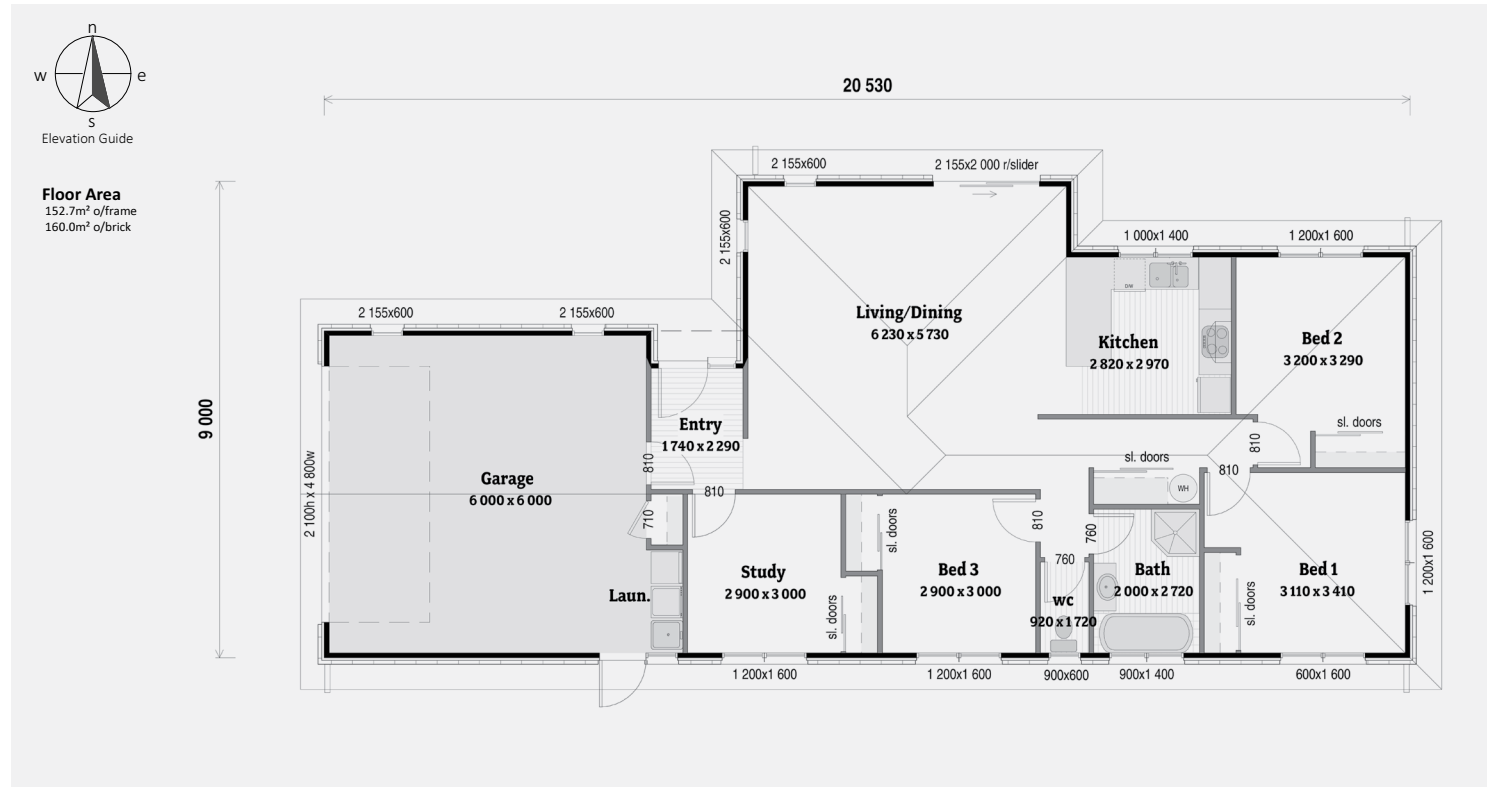 n
w
e
s
Elevation Guide
Floor Area
152.7m² o/frame
160.0m² o/brick
20 530
9 000
2 155x600
2 155x2 000 r/slider
2 155x600
1 000x1 400
1 200x1 600
2 155x600
2 155x600
Living/Dining
6 230 x 5 730
Kitchen
2 820 x 2 970
D/W
Bed 2
3 200 x 3 290
Entry
1 740 x 2 290
sl. doors
810
810
810
810
sl. doors
WH
Garage
6 000 x 6 000
2 100h x 4 800w
710
810
760
760
sl. doors
Study
2 900 x 3 000
Bed 3
2 900 x 3 000
Bath
2 000 x 2 720
Bed 1
3 110 x 3 410
1 200x1 600
Laun.
wc
920 x 1 720
sl. doors
sl. doors
1 200x1 600
1 200x1 600
900x600
900x1 400
600x1 600